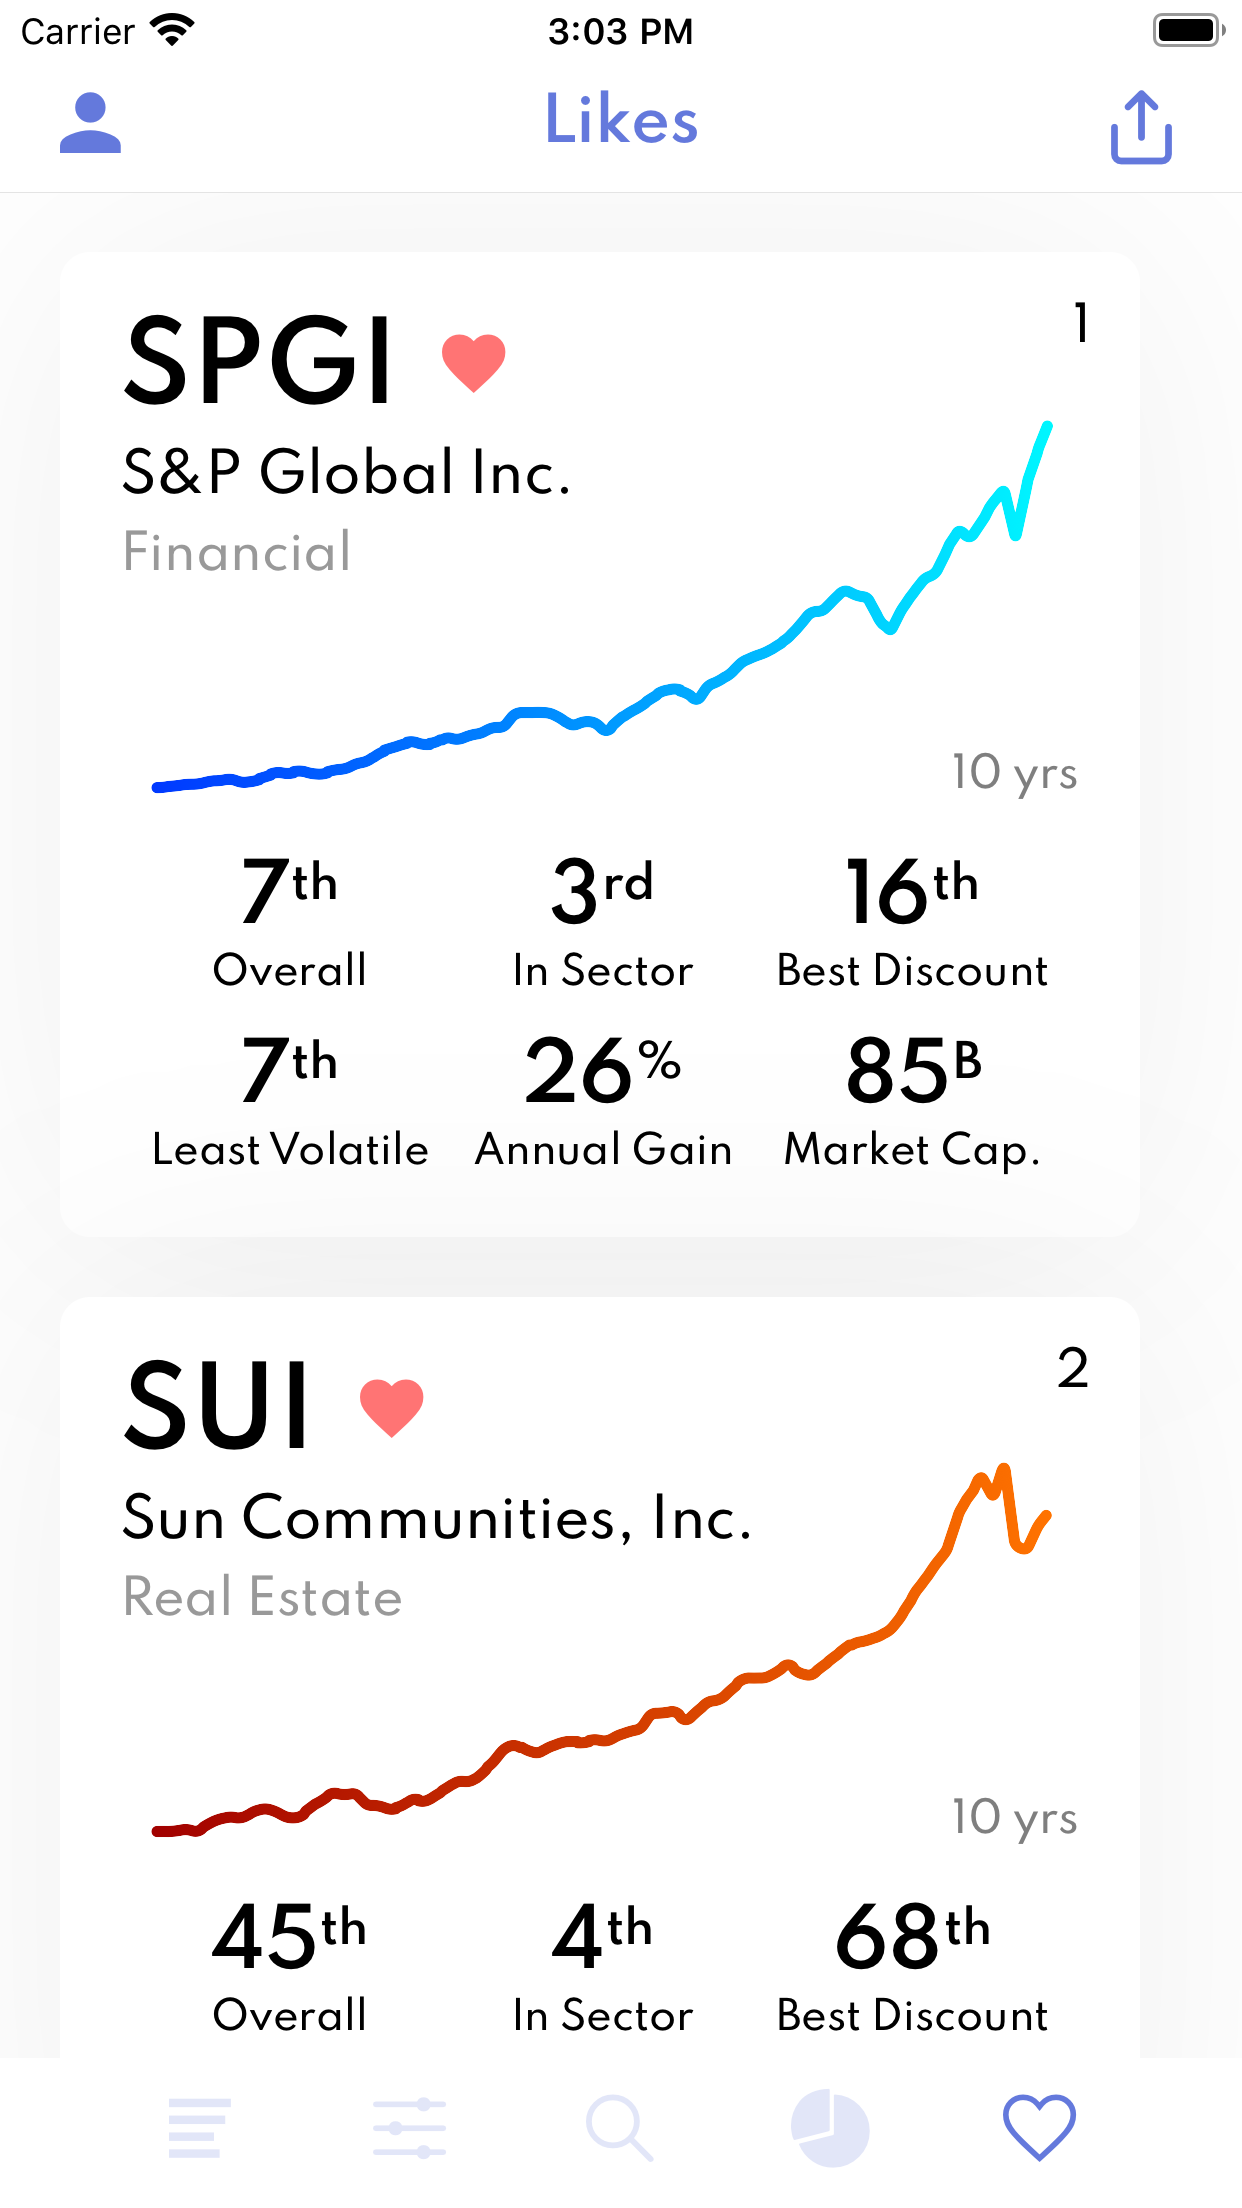 Carrier 3:03 PM
Likes
SPGI 1
S&P Global Inc.
Financial
10 yrs
7th 3rd 16th
Overall In Sector Best Discount
7th 26% 85B
Least Volatile Annual Gain Market Cap.
SUI 2
Sun Communities, Inc.
Real Estate
10 yrs
45th 4th 68th
Overall In Sector Best Discount